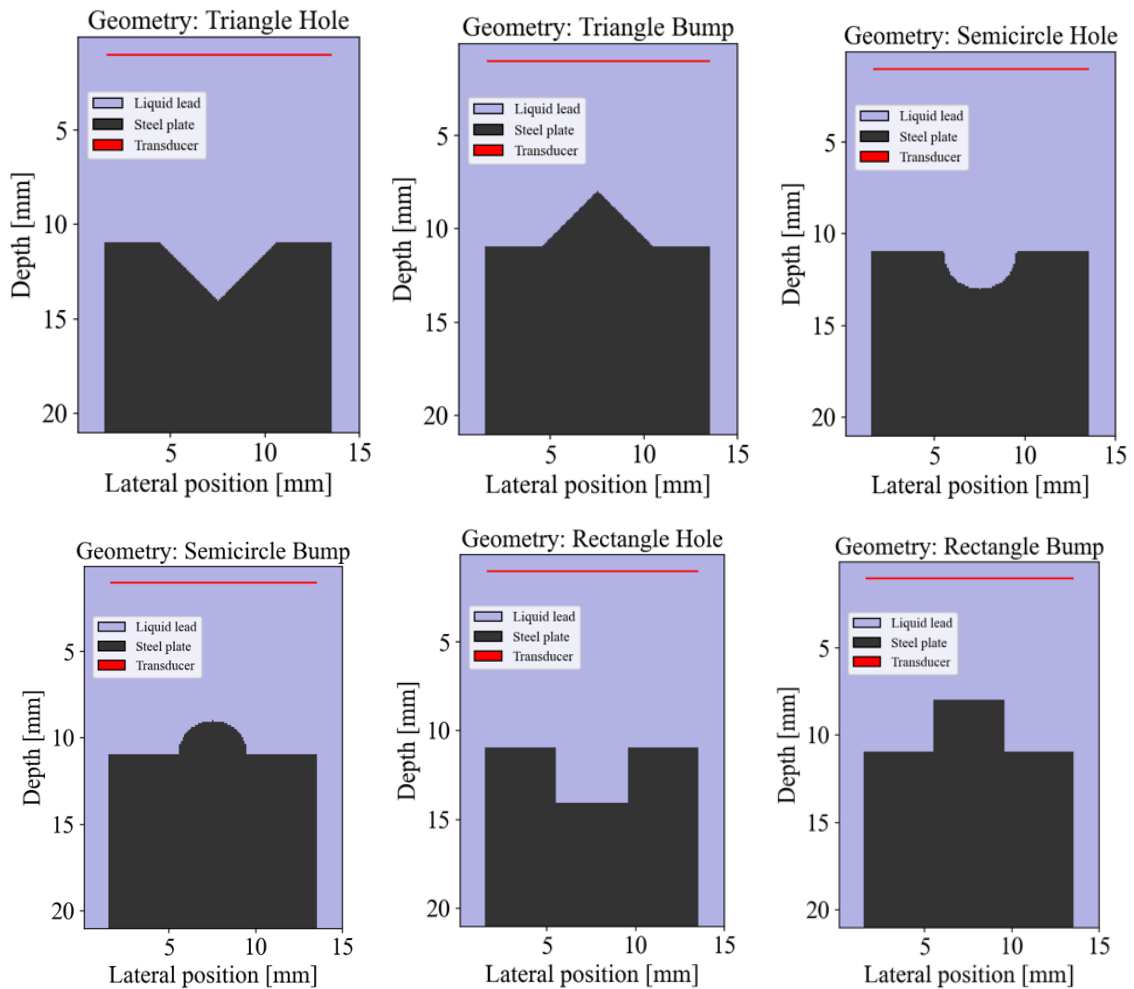 Geometry: Triangle Hole
Liquid lead
Steel plate
Transducer
5
10
15
20
Depth [mm]
5 10 15
Lateral position [mm]
Geometry: Triangle Bump
Liquid lead
Steel plate
Transducer
5
10
15
20
Depth [mm]
5 10 15
Lateral position [mm]
Geometry: Semicircle Hole
Liquid lead
Steel plate
Transducer
5
10
15
20
Depth [mm]
5 10 15
Lateral position [mm]
Geometry: Semicircle Bump
Liquid lead
Steel plate
Transducer
5
10
15
20
Depth [mm]
5 10 15
Lateral position [mm]
Geometry: Rectangle Hole
Liquid lead
Steel plate
Transducer
5
10
15
20
Depth [mm]
5 10 15
Lateral position [mm]
Geometry: Rectangle Bump
Liquid lead
Steel plate
Transducer
5
10
15
20
Depth [mm]
5 10 15
Lateral position [mm]